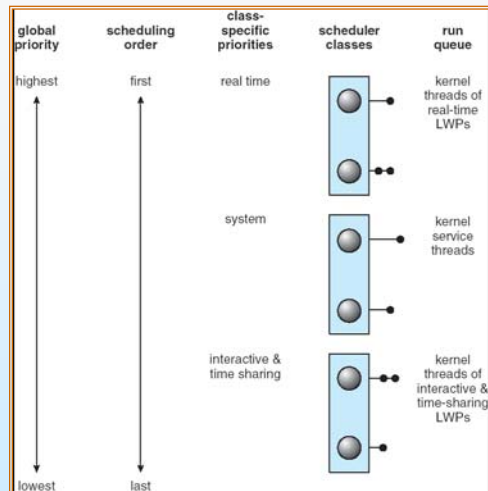 global priority
scheduling order
class-specific priorities
scheduler classes
run queue
highest
first
real time
kernel
threads of
real-time
LWPs
system
kernel
service
threads
interactive &
time sharing
kernel
threads of
interactive &
time-sharing
LWPs
lowest
last